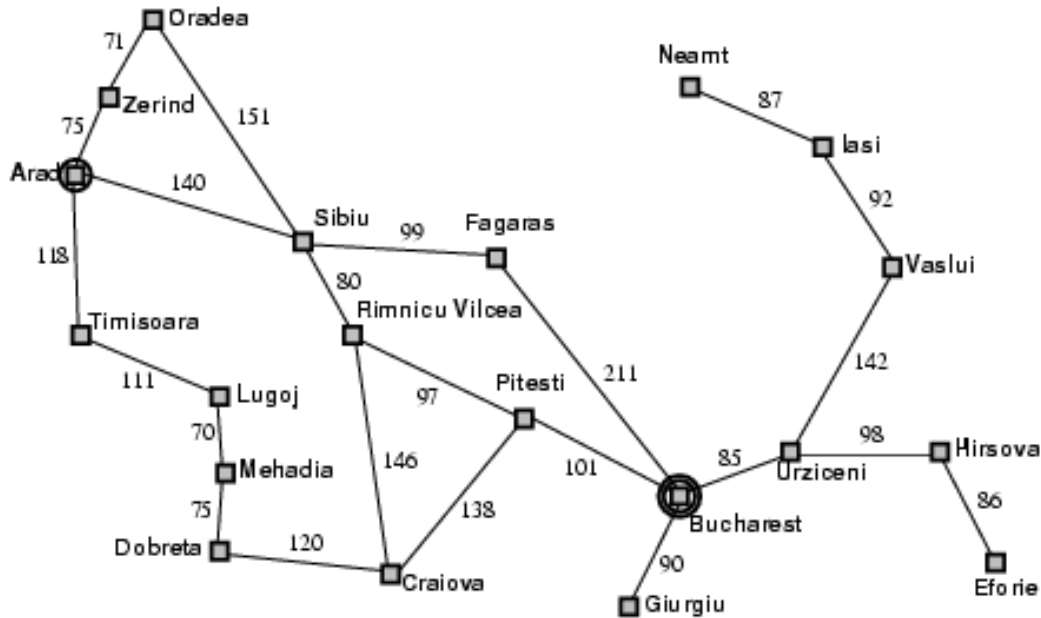 Oradea
71
Neamt
Zerind
87
75
151
Iasi
Arad
140
92
Sibiu
Fagaras
99
118
Vaslui
80
Timisoara
Rimnicu Vilcea
142
111
Pitesti
211
Lugoj
97
70
98
Hirsova
146
85
Mehadia
101
Urziceni
75
138
86
Bucharest
Dobreta
120
90
Craiova
Eforie
Giurgiu